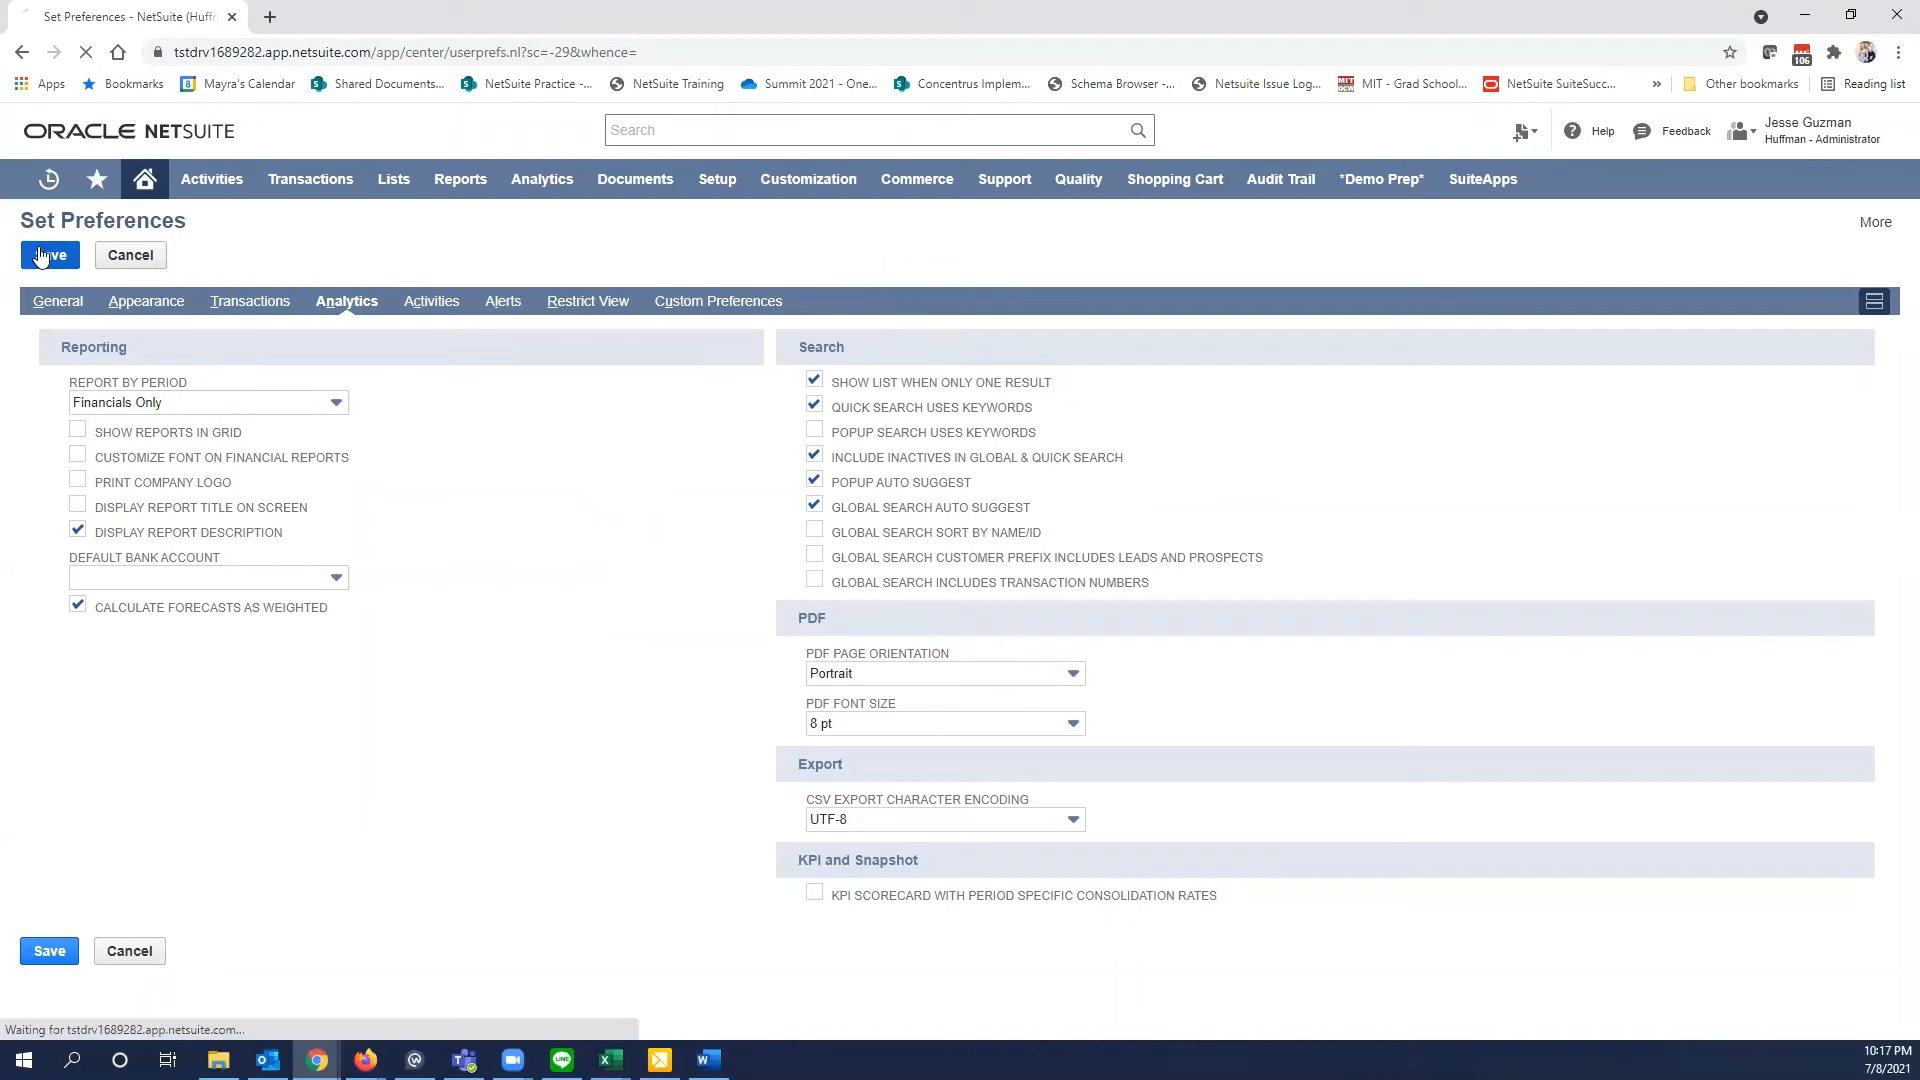 Set Preferences - NetSuite (Huffm
tstdrv1689282.app.netsuite.com/app/center/userprefs.nl?sc=-29&whence=
106
Apps Bookmarks Mayra's Calendar Shared Documents... NetSuite Practice -... NetSuite Training Summit 2021 - One... Concentrus Implem... Schema Browser -... Netsuite Issue Log... MIT - Grad School... NetSuite SuiteSucc... » Other bookmarks Reading list
ORACLE NETSUITE
Search
Help
Feedback
Jesse Guzman
Huffman - Administrator
Activities Transactions Lists Reports Analytics Documents Setup Customization Commerce Support Quality Shopping Cart Audit Trail *Demo Prep* SuiteApps
Set Preferences
More
Cancel
General Appearance Transactions Analytics Activities Alerts Restrict View Custom Preferences
Reporting
REPORT BY PERIOD
Financials Only
SHOW REPORTS IN GRID
CUSTOMIZE FONT ON FINANCIAL REPORTS
PRINT COMPANY LOGO
DISPLAY REPORT TITLE ON SCREEN
DISPLAY REPORT DESCRIPTION
DEFAULT BANK ACCOUNT
CALCULATE FORECASTS AS WEIGHTED
Search
SHOW LIST WHEN ONLY ONE RESULT
QUICK SEARCH USES KEYWORDS
POPUP SEARCH USES KEYWORDS
INCLUDE INACTIVES IN GLOBAL & QUICK SEARCH
POPUP AUTO SUGGEST
GLOBAL SEARCH AUTO SUGGEST
GLOBAL SEARCH SORT BY NAME/ID
GLOBAL SEARCH CUSTOMER PREFIX INCLUDES LEADS AND PROSPECTS
GLOBAL SEARCH INCLUDES TRANSACTION NUMBERS
PDF
PDF PAGE ORIENTATION
Portrait
PDF FONT SIZE
8 pt
Export
CSV EXPORT CHARACTER ENCODING
UTF-8
KPI and Snapshot
KPI SCORECARD WITH PERIOD SPECIFIC CONSOLIDATION RATES
Save Cancel
Waiting for tstdrv1689282.app.netsuite.com...
10:17 PM
7/8/2021